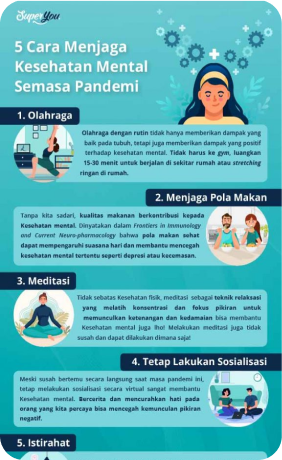 SuperYou
5 Cara Menjaga
Kesehatan Mental
Semasa Pandemi
1. Olahraga
Olahraga dengan rutin tidak hanya memberikan dampak yang
baik pada tubuh, tetapi juga memberikan dampak yang positif
terhadap kesehatan mental. Tidak harus ke gym, luangkan
15-30 menit untuk berjalan di sekitar rumah atau stretching
ringan di rumah.
2. Menjaga Pola Makan
Tanpa kita sadari, kualitas makanan berkontribusi kepada
Kesehatan mental. Dinyatakan dalam Frontiers in Immunology
and Current Neuro-pharmacology bahwa pola makan sehat
dapat mempengaruhi suasana hati dan membantu mencegah
kesehatan mental tertentu seperti depresi atau kecemasan.
3. Meditasi
Tidak sebatas Kesehatan fisik, meditasi sebagai teknik relaksasi
yang melatih konsentrasi dan fokus pikiran untuk
memunculkan ketenangan dan kedamaian bisa membantu
Kesehatan mental juga lho! Melakukan meditasi juga tidak
susah dan dapat dilakukan dimana saja!
4. Tetap Lakukan Sosialisasi
Meski susah bertemu secara langsung saat masa pandemi ini,
tetap melakukan sosialisasi secara virtual sangat membantu
Kesehatan mental. Bercerita dan mencurahkan hati pada
orang yang kita percaya bisa mencegah kemunculan pikiran
negatif.
5. Istirahat